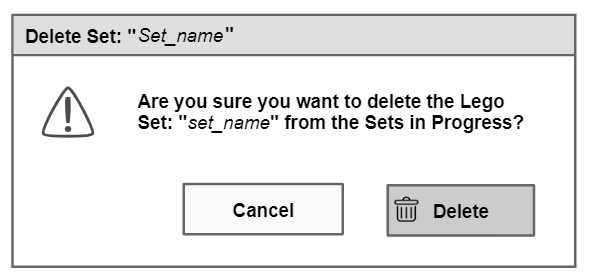 Delete Set: "Set_name"
Are you sure you want to delete the Lego
Set: "set_name" from the Sets in Progress?
Cancel
Delete